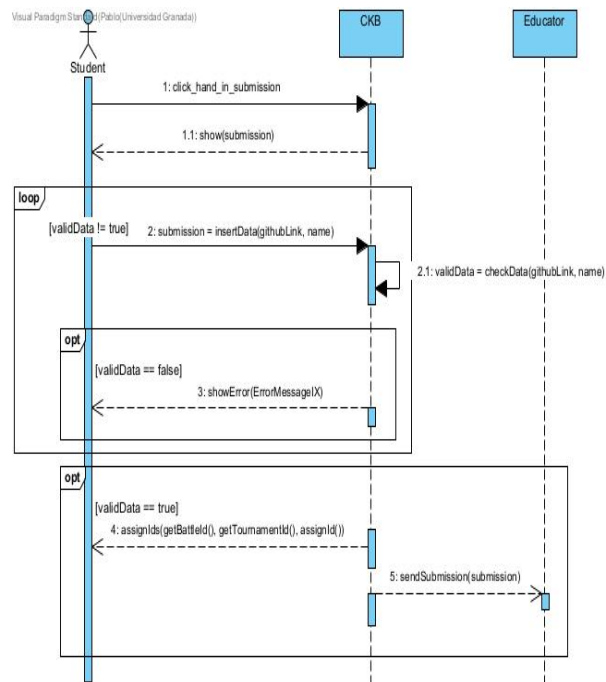 Visual Paradigm Standard(Pablo(Universidad Granada))
CKB
Educator
Student
1: click_hand_in_submission
1.1: show(submission)
loop
[validData != true]
2: submission = insertData(githubLink, name)
2.1: validData = checkData(githubLink, name)
opt
[validData == false]
3: showError(ErrorMessageIX)
opt
[validData == true]
4: assignIds(getBattleId(), getTournamentId(), assignId())
5: sendSubmission(submission)